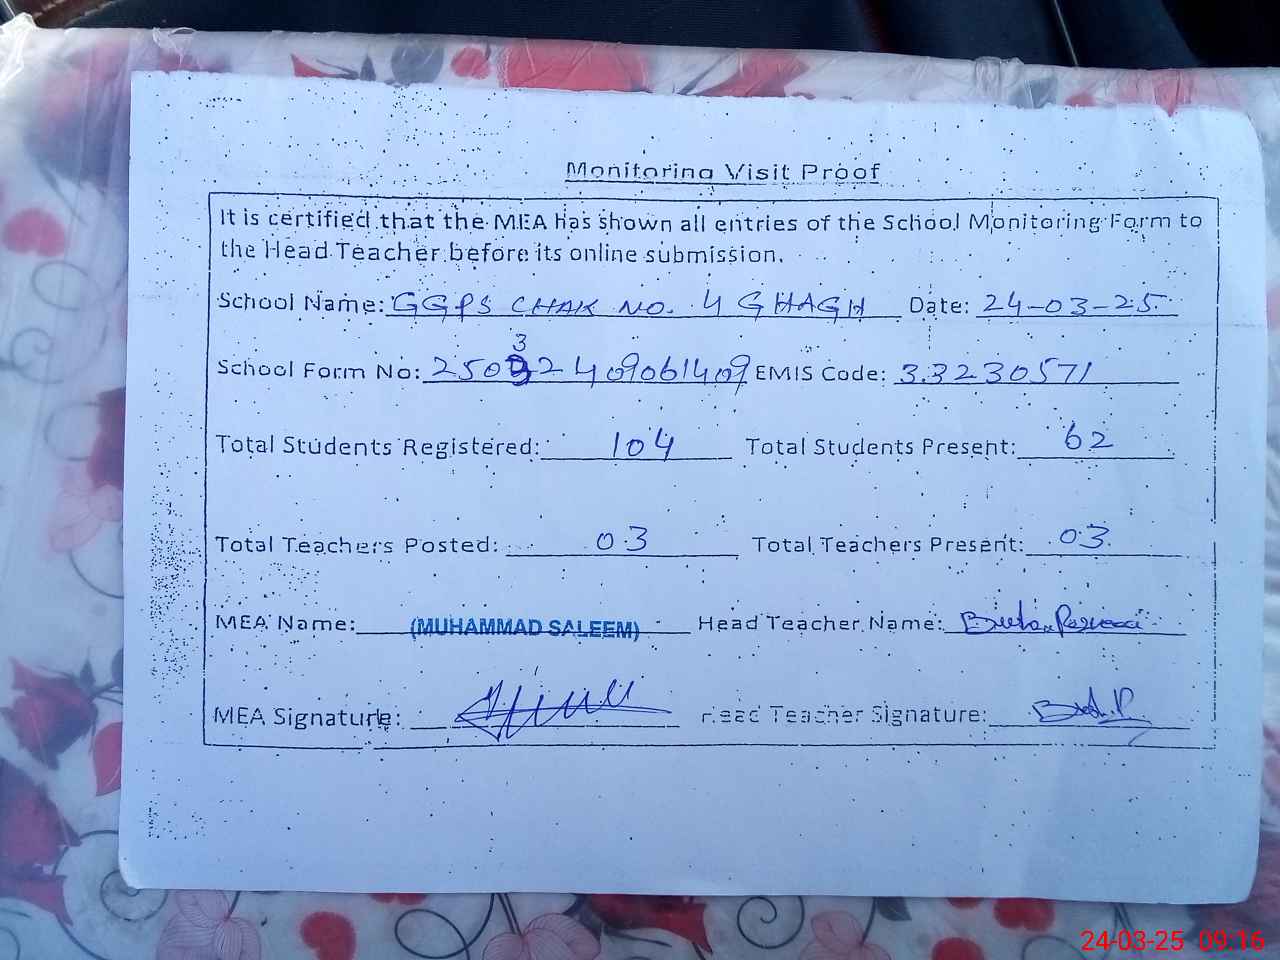 Monitoring Visit Proof
It is certified that the MEA has shown all entries of the School Monitoring Form to
the Head Teacher before its online submission.
School Name: GGPS CHAK NO. 4 GHAGH Date: 24-03-25
3
School Form No: 250322409061409 EMIS Code: 33230571
Total Students Registered: 104 Total Students Present: 62
Total Teachers Posted: 03 Total Teachers Present: 03
MEA Name: (MUHAMMAD SALEEM) Head Teacher Name:
MEA Signature: Head Teacher Signature:
24-03-25 09:16